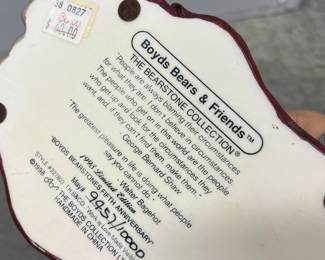 38 0827
Boyds Bears & Friends™
THE BEARSTONE COLLECTION®
"People are always blaming their circumstances
for what they are. I don't believe in circumstances.
The people who get on in this world are the people
who get up and look for the circumstances they
want, and, if they can't find them, make them."
George Bernard Shaw
"The greatest pleasure in life is doing what people
say you cannot do."
Walter Bagehot
1998 Limited Edition
"BOYDS BEARSTONES FIFTH ANNIVERSARY"
©1998
THE BOYDS COLLECTION LTD
HANDMADE IN CHINA